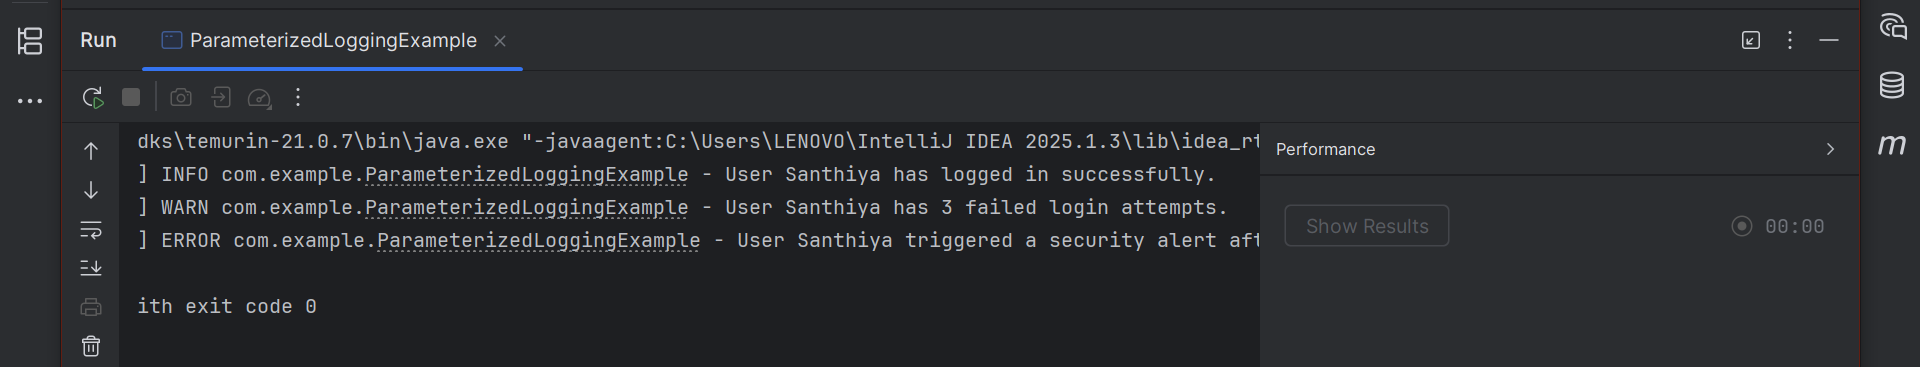 Run ParameterizedLoggingExample
dks\temurin-21.0.7\bin\java.exe "-javaagent:C:\Users\LENOVO\IntelliJ IDEA 2025.1.3\lib\idea_rt
] INFO com.example.ParameterizedLoggingExample - User Santhiya has logged in successfully.
] WARN com.example.ParameterizedLoggingExample - User Santhiya has 3 failed login attempts.
] ERROR com.example.ParameterizedLoggingExample - User Santhiya triggered a security alert aft
ith exit code 0
Performance
Show Results 00:00
m